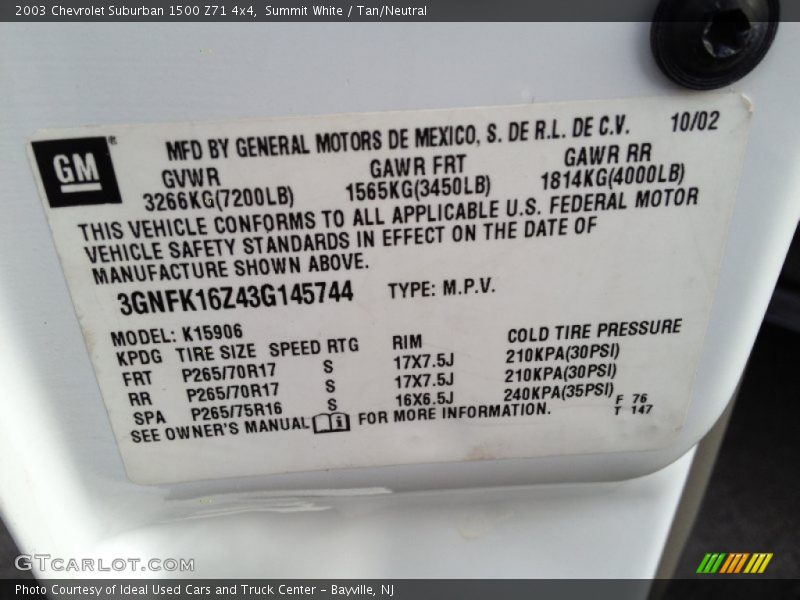 2003 Chevrolet Suburban 1500 Z71 4x4, Summit White / Tan/Neutral
GM®
MFD BY GENERAL MOTORS DE MEXICO, S. DE R.L. DE C.V. 10/02
GVWR GAWR FRT GAWR RR
3266KG(7200LB) 1565KG(3450LB) 1814KG(4000LB)
THIS VEHICLE CONFORMS TO ALL APPLICABLE U.S. FEDERAL MOTOR
VEHICLE SAFETY STANDARDS IN EFFECT ON THE DATE OF
MANUFACTURE SHOWN ABOVE.
3GNFK16Z43G145744 TYPE: M.P.V.
MODEL: K15906
KPDG TIRE SIZE SPEED RTG RIM COLD TIRE PRESSURE
FRT P265/70R17 S 17X7.5J 210KPA(30PSI)
RR P265/70R17 S 17X7.5J 210KPA(30PSI)
SPA P265/75R16 S 16X6.5J 240KPA(35PSI) F 76
SEE OWNER'S MANUAL i FOR MORE INFORMATION. T 147
GTCARLOT.COM
Photo Courtesy of Ideal Used Cars and Truck Center - Bayville, NJ